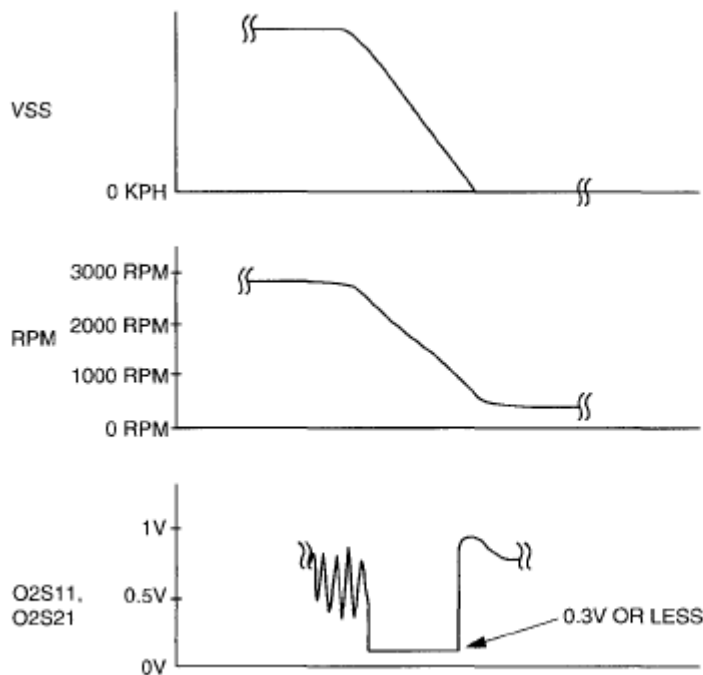 VSS
0 KPH
3000 RPM
2000 RPM
RPM
1000 RPM
0 RPM
1V
O2S11,
O2S21
0.5V
0.3V OR LESS
0V